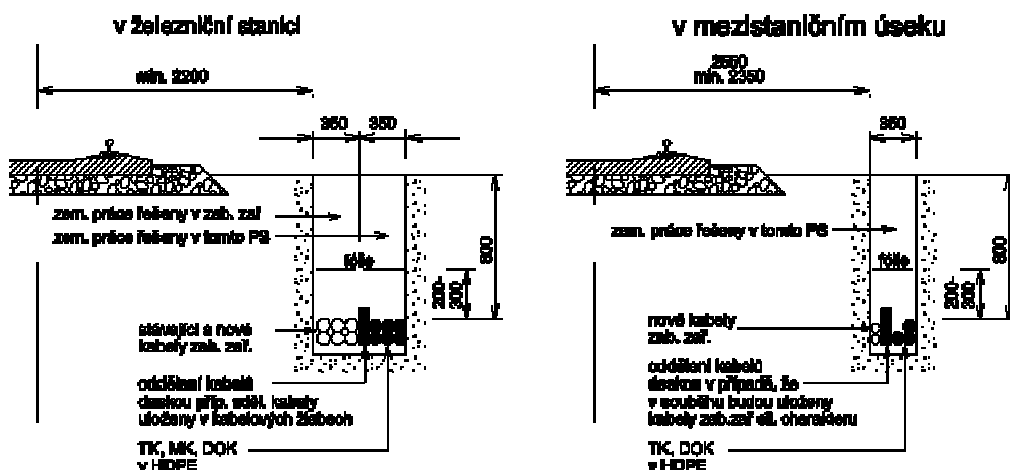 v železniční stanici
min. 2200
350 350
zem. práce řešeny v zab. zař
zem. práce řešeny v tomto PS
fólie
800
200-
300
stávající a nové
kabely zab. zař.
oddělení kabelů
deskou příp. sděl. kabely
uloženy v kabelových žlabech
TK, MK, DOK
v HDPE
v mezistaničním úseku
2550
min. 2350
350
zem. práce řešeny v tomto PS
fólie
800
200-
300
nové kabely
zab. zař.
oddělení kabelů
deskou v případě, že
v souběhu budou uloženy
kabely zab.zař sil. charakteru
TK, DOK
v HDPE